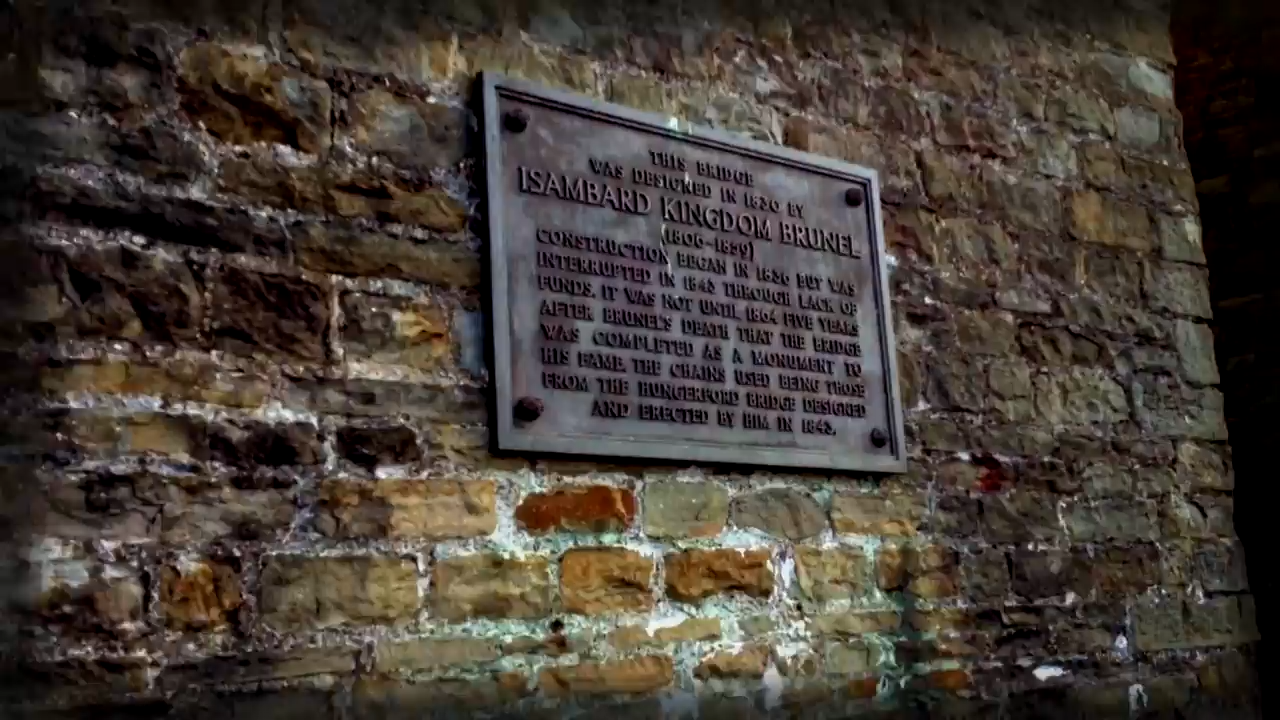 THIS BRIDGE
WAS DESIGNED IN 1830 BY
ISAMBARD KINGDOM BRUNEL
(1806-1859)
CONSTRUCTION BEGAN IN 1836 BUT WAS
INTERRUPTED IN 1843 THROUGH LACK OF
FUNDS. IT WAS NOT UNTIL 1864 FIVE YEARS
AFTER BRUNEL'S DEATH THAT THE BRIDGE
WAS COMPLETED AS A MONUMENT TO
HIS FAME. THE CHAINS USED BEING THOSE
FROM THE HUNGERFORD BRIDGE DESIGNED
AND ERECTED BY HIM IN 1843.